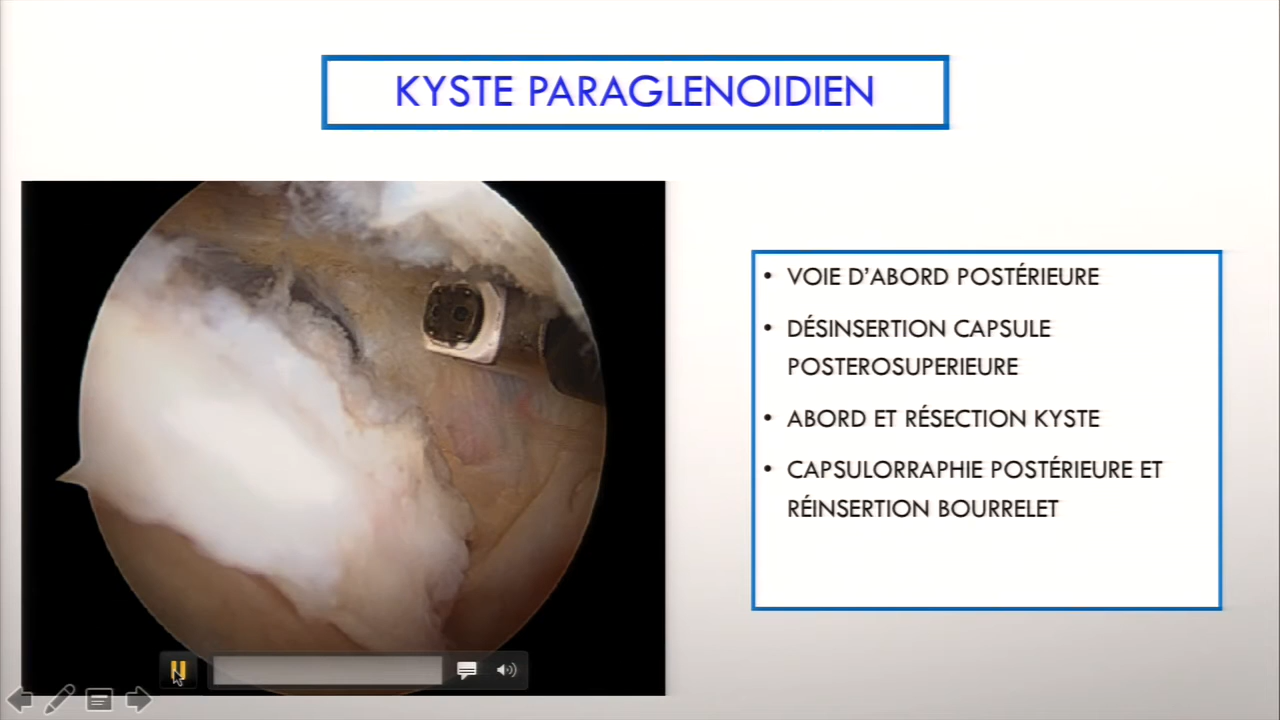 KYSTE PARAGLENOIDIEN
• VOIE D’ABORD POSTÉRIEURE
• DÉSINSERTION CAPSULE
POSTEROSUPERIEURE
• ABORD ET RÉSECTION KYSTE
• CAPSULORRAPHIE POSTÉRIEURE ET
RÉINSERTION BOURRELET